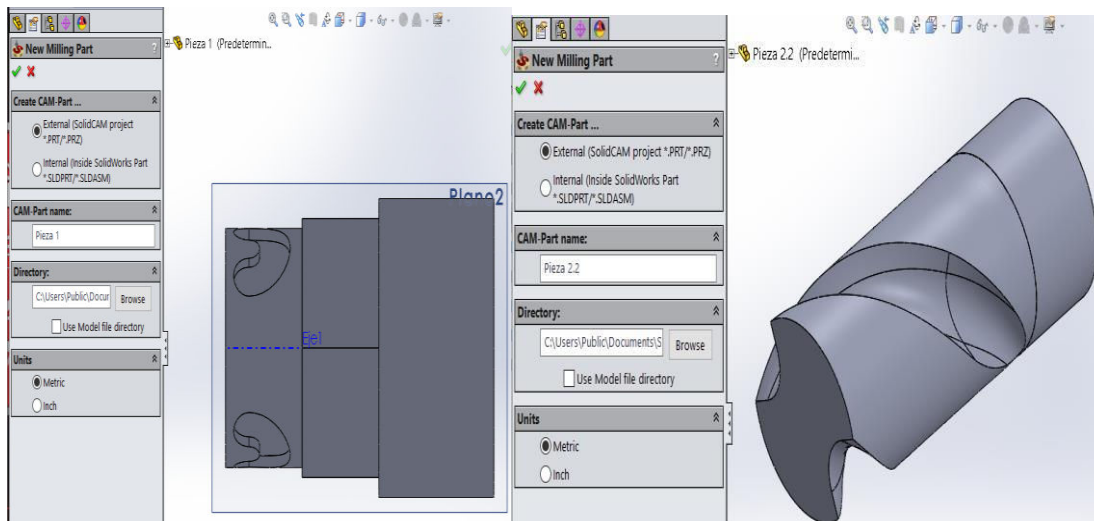 New Milling Part
?
Pieza 1 (Predetermin...
Create CAM-Part ...
External (SolidCAM project
*.PRT/*.PRZ)
Internal (Inside SolidWorks Part
*.SLDPRT/*.SLDASM)
CAM-Part name:
Pieza 1
Directory:
C:\Users\Public\Docur
Browse
Use Model file directory
Units
Metric
Inch
Plane2
Eje1
New Milling Part
?
Pieza 2.2 (Predetermi...
Create CAM-Part ...
External (SolidCAM project *.PRT/*.PRZ)
Internal (Inside SolidWorks Part
*.SLDPRT/*.SLDASM)
CAM-Part name:
Pieza 2.2
Directory:
C:\Users\Public\Documents\S
Browse
Use Model file directory
Units
Metric
Inch